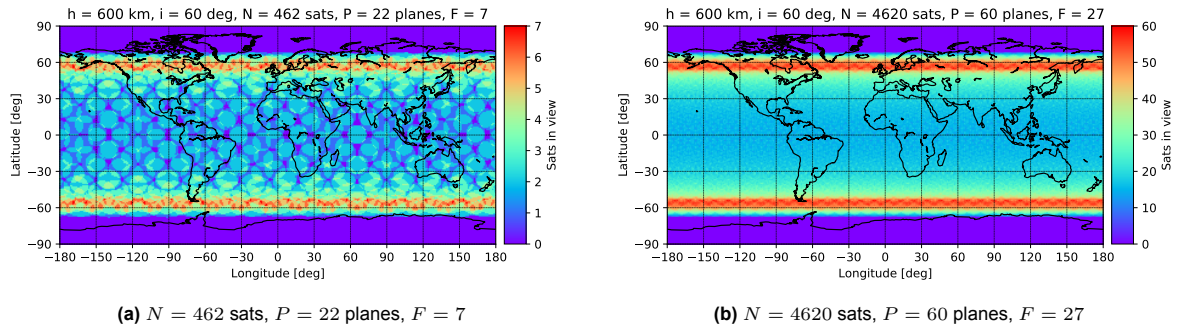 h = 600 km, i = 60 deg, N = 462 sats, P = 22 planes, F = 7
90
60
30
0
−30
−60
−90
Latitude [deg]
−180 −150 −120 −90 −60 −30 0 30 60 90 120 150 180
Longitude [deg]
7
6
5
4
3
2
1
0
Sats in view
(a) N = 462 sats, P = 22 planes, F = 7
h = 600 km, i = 60 deg, N = 4620 sats, P = 60 planes, F = 27
90
60
30
0
−30
−60
−90
Latitude [deg]
−180 −150 −120 −90 −60 −30 0 30 60 90 120 150 180
Longitude [deg]
60
50
40
30
20
10
0
Sats in view
(b) N = 4620 sats, P = 60 planes, F = 27